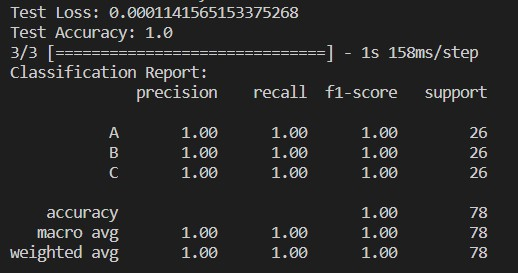 Test Loss: 0.0001141565153375268
Test Accuracy: 1.0
3/3 [==============================] - 1s 158ms/step
Classification Report:
precision recall f1-score support
A 1.00 1.00 1.00 26
B 1.00 1.00 1.00 26
C 1.00 1.00 1.00 26
accuracy 1.00 78
macro avg 1.00 1.00 1.00 78
weighted avg 1.00 1.00 1.00 78